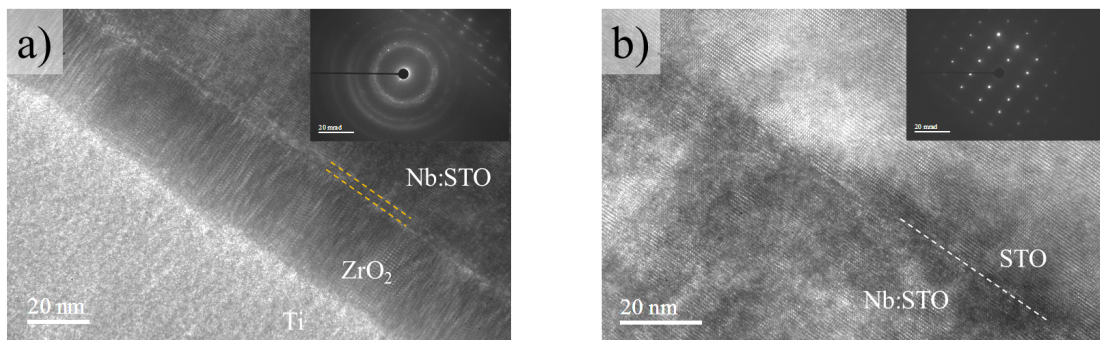 a)
20 mrad
Nb:STO
ZrO2
20 nm
Ti
b)
20 mrad
STO
Nb:STO
20 nm